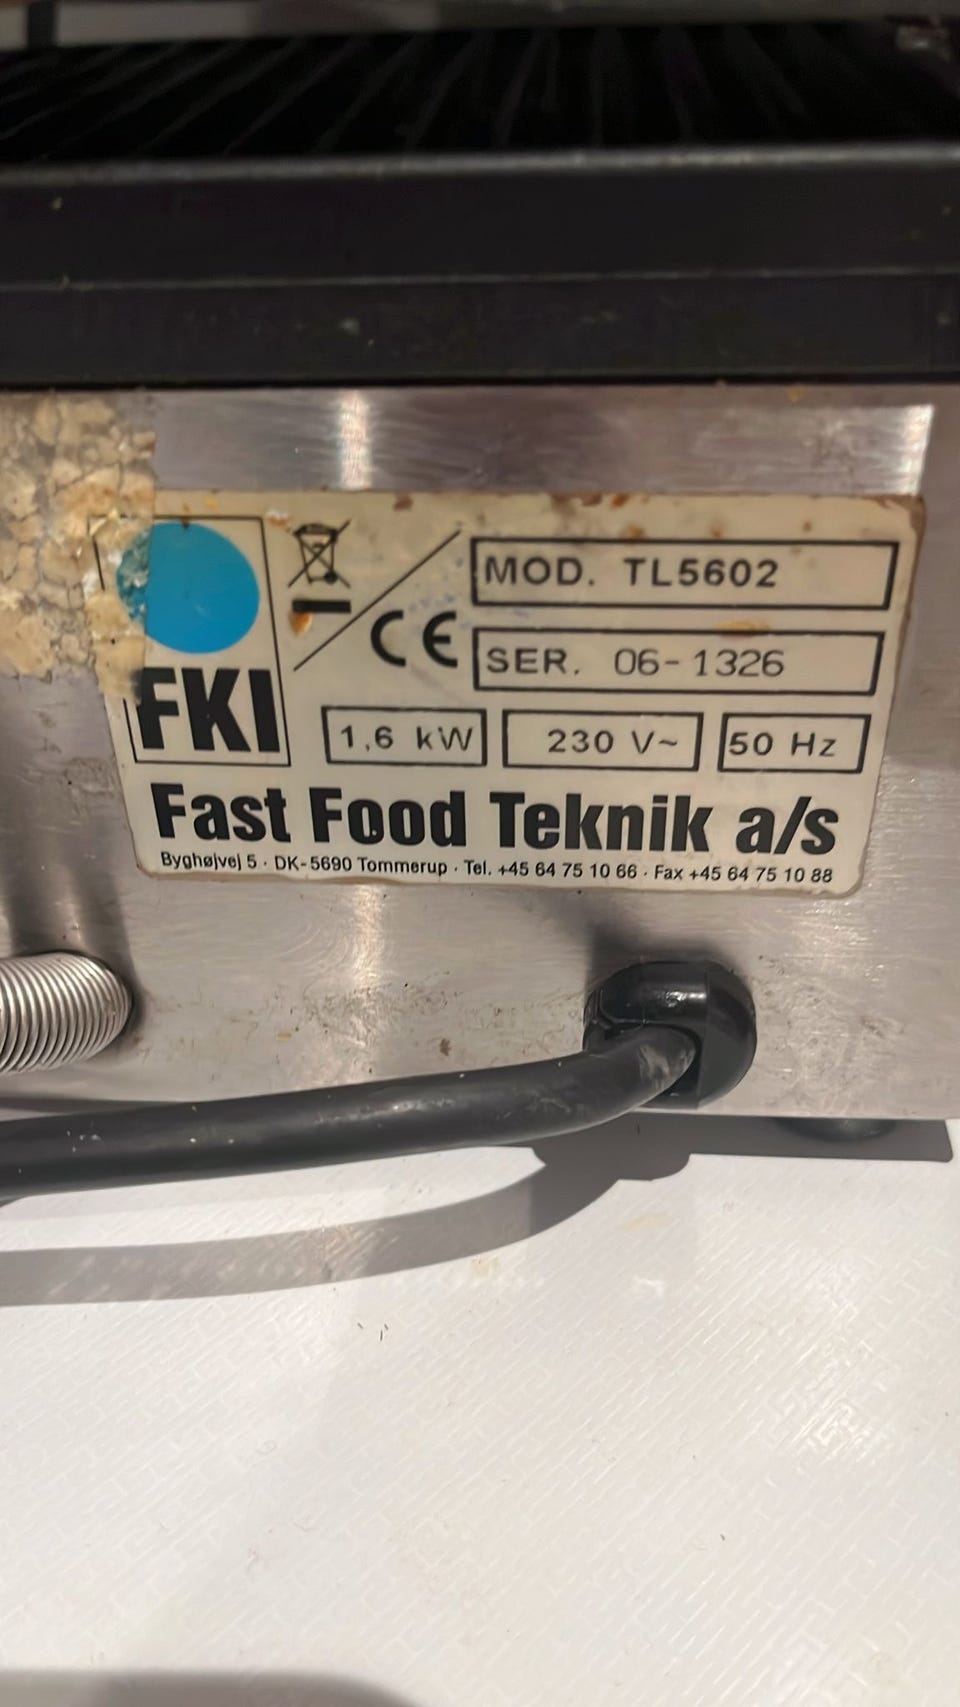 MOD. TL5602
CE
SER. 06-1326
FKI
1,6 kW 230 V~ 50 Hz
Fast Food Teknik a/s
Byghøjvej 5 · DK-5690 Tommerup · Tel. +45 64 75 10 66 · Fax +45 64 75 10 88